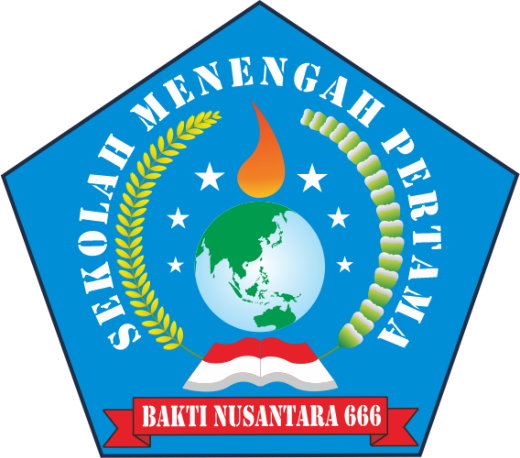 SEKOLAH MENENGAH PERTAMA
BAKTI NUSANTARA 666